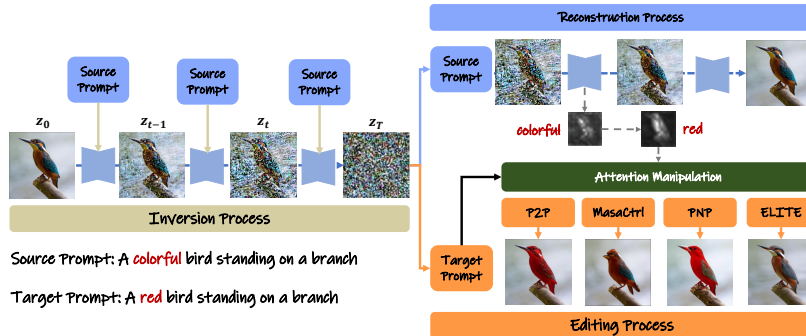 Reconstruction Process
Source
Prompt
Source
Prompt
Source
Prompt
Source
Prompt
z0
zt-1
zt
zT
colorful
red
Attention Manipulation
Inversion Process
P2P
MasaCtrl
PNP
ELITE
Source Prompt: A colorful bird standing on a branch
Target Prompt: A red bird standing on a branch
Target
Prompt
Editing Process